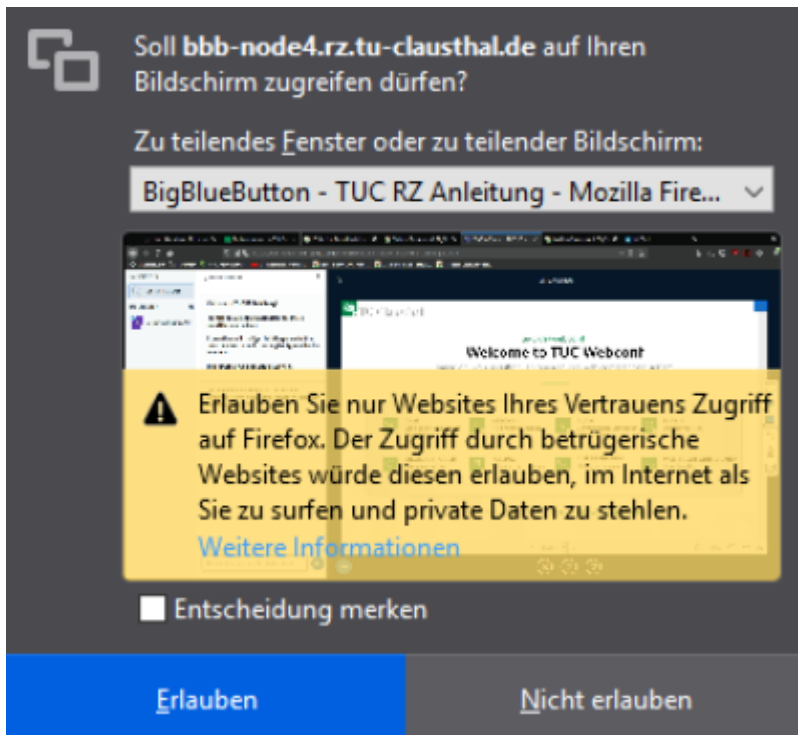 Soll bbb-node4.rz.tu-clausthal.de auf Ihren
Bildschirm zugreifen dürfen?
Zu teilendes Fenster oder zu teilender Bildschirm:
BigBlueButton - TUC RZ Anleitung - Mozilla Fire...
Welcome to TUC Webconf
Erlauben Sie nur Websites Ihres Vertrauens Zugriff
auf Firefox. Der Zugriff durch betrügerische
Websites würde diesen erlauben, im Internet als
Sie zu surfen und private Daten zu stehlen.
Weitere Informationen
Entscheidung merken
Erlauben
Nicht erlauben